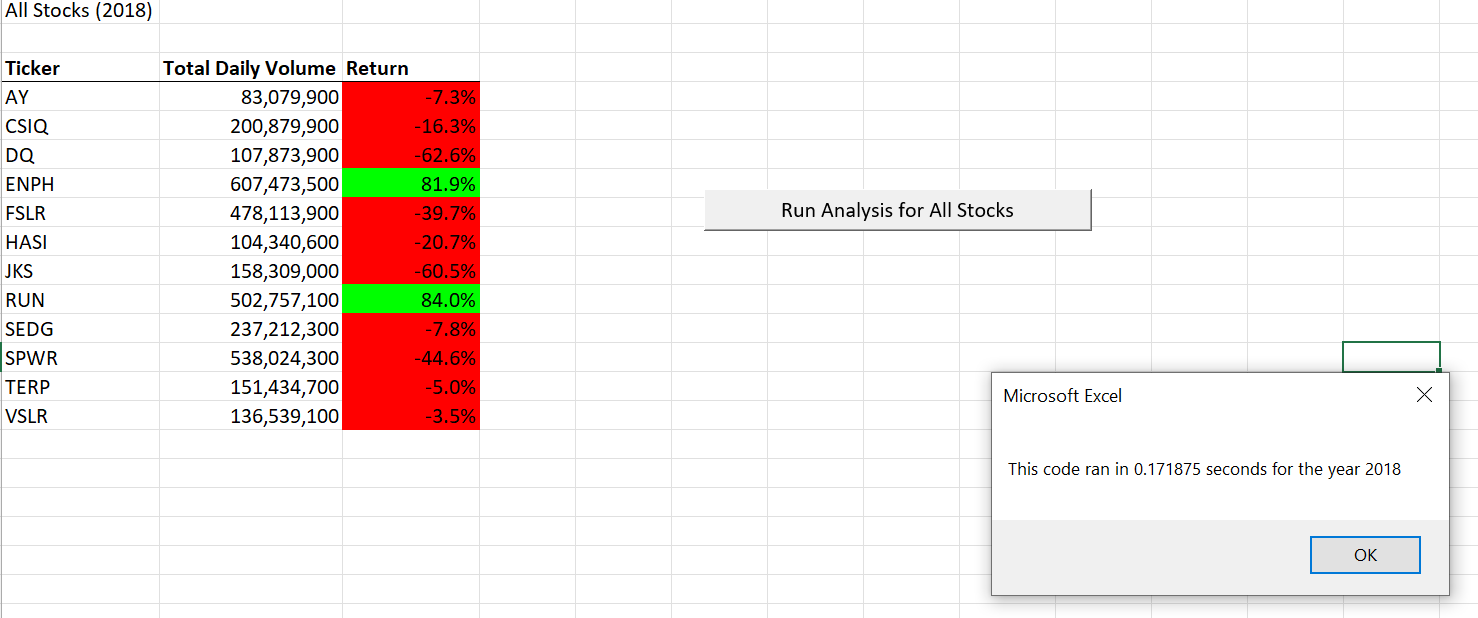 All Stocks (2018)
Ticker Total Daily Volume Return
AY 83,079,900 -7.3%
CSIQ 200,879,900 -16.3%
DQ 107,873,900 -62.6%
ENPH 607,473,500 81.9%
FSLR 478,113,900 -39.7%
HASI 104,340,600 -20.7%
JKS 158,309,000 -60.5%
RUN 502,757,100 84.0%
SEDG 237,212,300 -7.8%
SPWR 538,024,300 -44.6%
TERP 151,434,700 -5.0%
VSLR 136,539,100 -3.5%
Run Analysis for All Stocks
Microsoft Excel
This code ran in 0.171875 seconds for the year 2018
OK